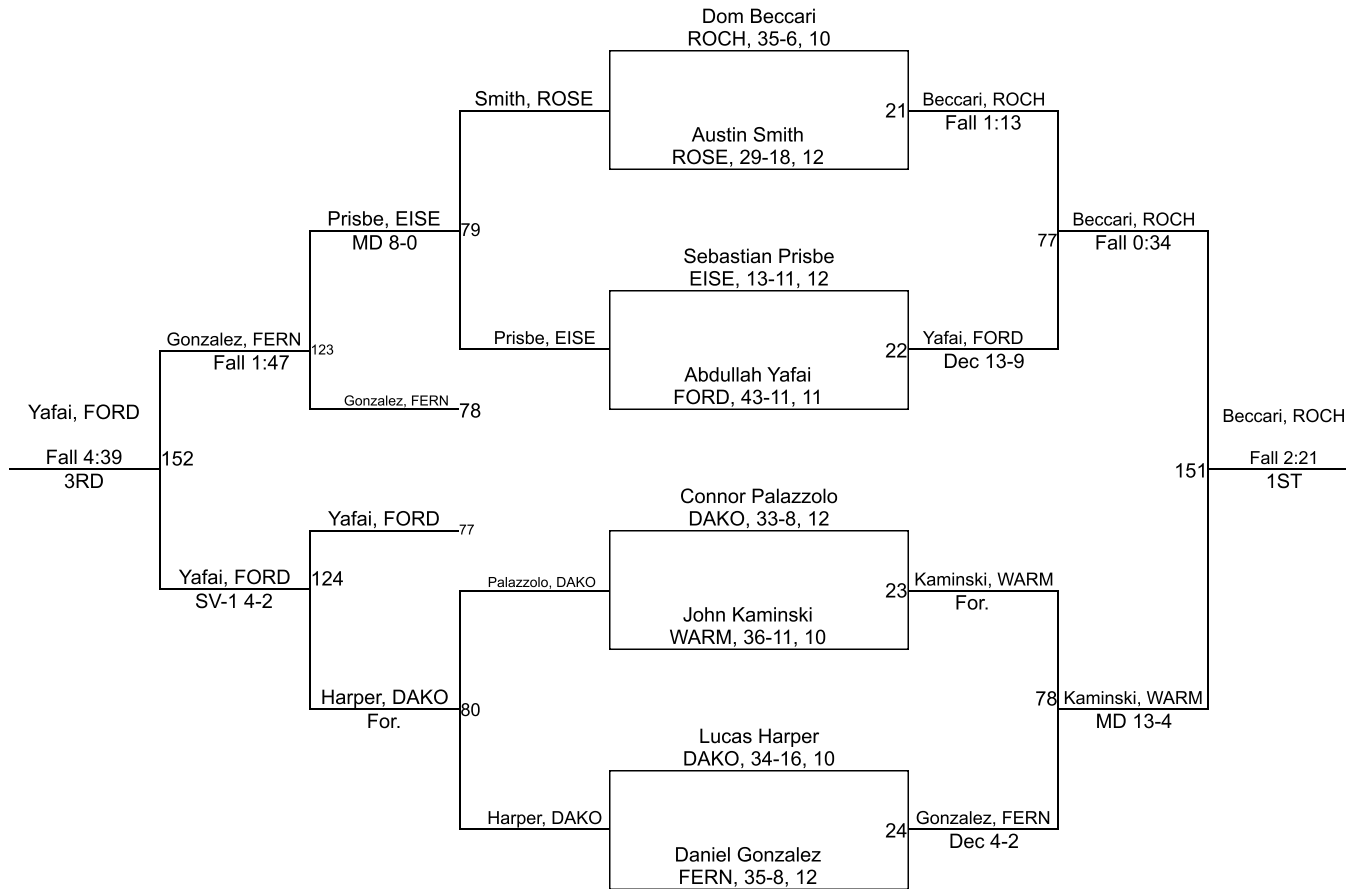 Dom Beccari
ROCH, 35-6, 10
Smith, ROSE
21
Beccari, ROCH
Fall 1:13
Austin Smith
ROSE, 29-18, 12
Prisbe, EISE
MD 8-0
79
77
Beccari, ROCH
Fall 0:34
Sebastian Prisbe
EISE, 13-11, 12
Gonzalez, FERN
Fall 1:47
123
Prisbe, EISE
22
Yafai, FORD
Dec 13-9
Abdullah Yafai
FORD, 43-11, 11
Gonzalez, FERN
78
Yafai, FORD
Fall 4:39
3RD
152
Beccari, ROCH
151
Fall 2:21
1ST
Connor Palazzolo
DAKO, 33-8, 12
Yafai, FORD
77
Yafai, FORD
SV-1 4-2
124
Palazzolo, DAKO
23
Kaminski, WARM
For.
John Kaminski
WARM, 36-11, 10
Harper, DAKO
For.
80
78
Kaminski, WARM
MD 13-4
Lucas Harper
DAKO, 34-16, 10
Harper, DAKO
24
Gonzalez, FERN
Dec 4-2
Daniel Gonzalez
FERN, 35-8, 12